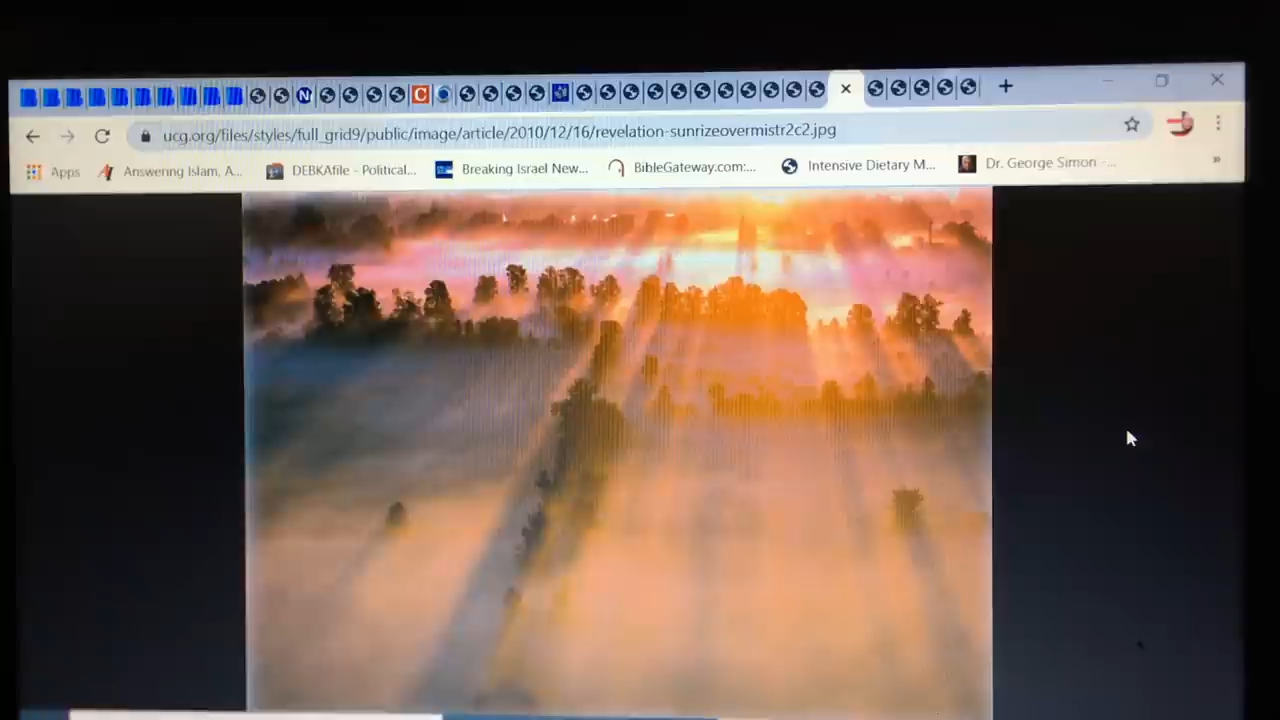 ucg.org/files/styles/full_grid9/public/image/article/2010/12/16/revelation-sunrizeovermistr2c2.jpg
Apps Answering Islam, A... DEBKAfile - Political... Breaking Israel New... BibleGateway.com:... Intensive Dietary M... Dr. George Simon -...